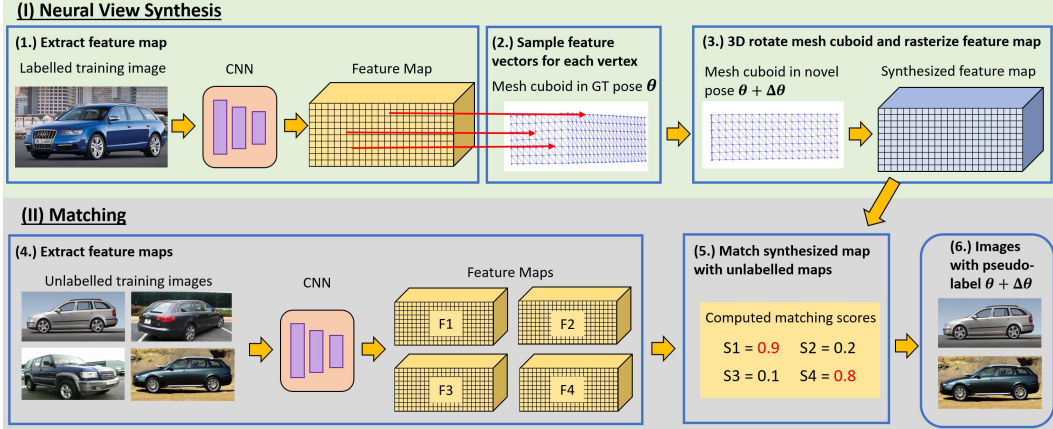 (I) Neural View Synthesis
(1.) Extract feature map
Labelled training image
CNN
Feature Map
(2.) Sample feature
vectors for each vertex
Mesh cuboid in GT pose θ
(3.) 3D rotate mesh cuboid and rasterize feature map
Mesh cuboid in novel
pose θ + Δθ
Synthesized feature map
(II) Matching
(4.) Extract feature maps
Unlabelled training images
CNN
Feature Maps
F1
F2
F3
F4
(5.) Match synthesized map
with unlabelled maps
Computed matching scores
S1 = 0.9 S2 = 0.2
S3 = 0.1 S4 = 0.8
(6.) Images
with pseudo-
label θ + Δθ